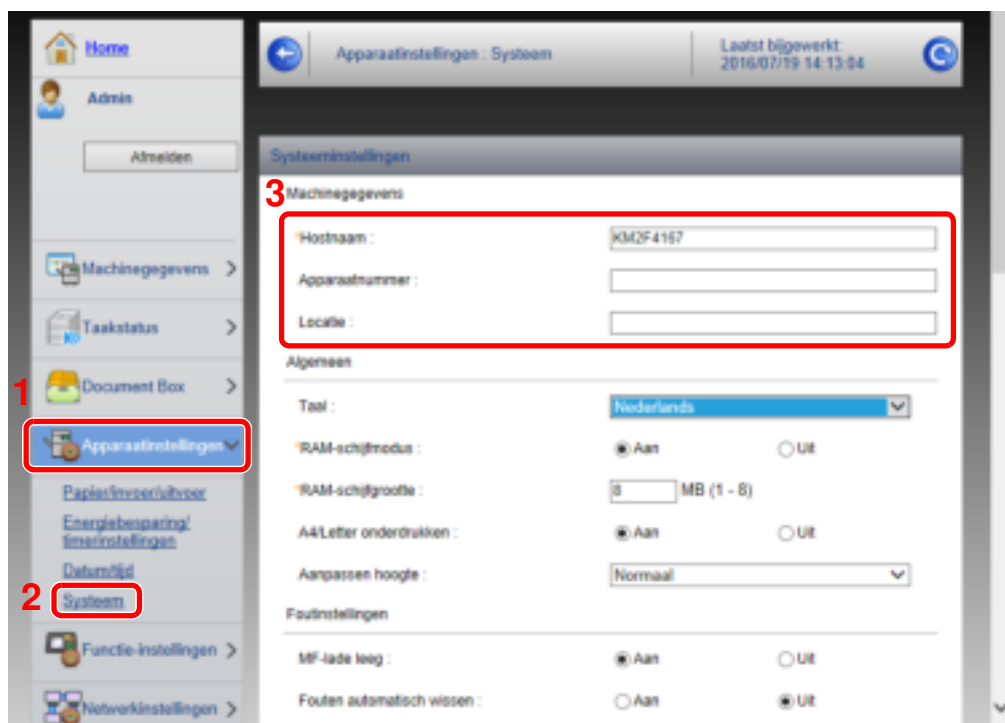 Home
Admin
Afmelden
Machinegegevens
Taakstatus
1
Document Box
Apparaatinstellingen
Papier/invoer/uitvoer
Energiebesparing/
timerinstellingen
Datum/tijd
2
Systeem
Functie-instellingen
Netwerkinstellingen
Apparaatinstellingen : Systeem
Laatst bijgewerkt:
2016/07/19 14:13:04
Systeeminstellingen
3
Machinegegevens
*Hostnaam : KM2F4167
Apparaatnummer :
Locatie :
Algemeen
Taal : Nederlands
*RAM-schijfmodus : Aan Uit
*RAM-schijfgrootte : 8 MB (1 - 8)
A4/Letter onderdrukken : Aan Uit
Aanpassen hoogte : Normaal
Foutinstellingen
MF-lade leeg : Aan Uit
Fouten automatisch wissen : Aan Uit